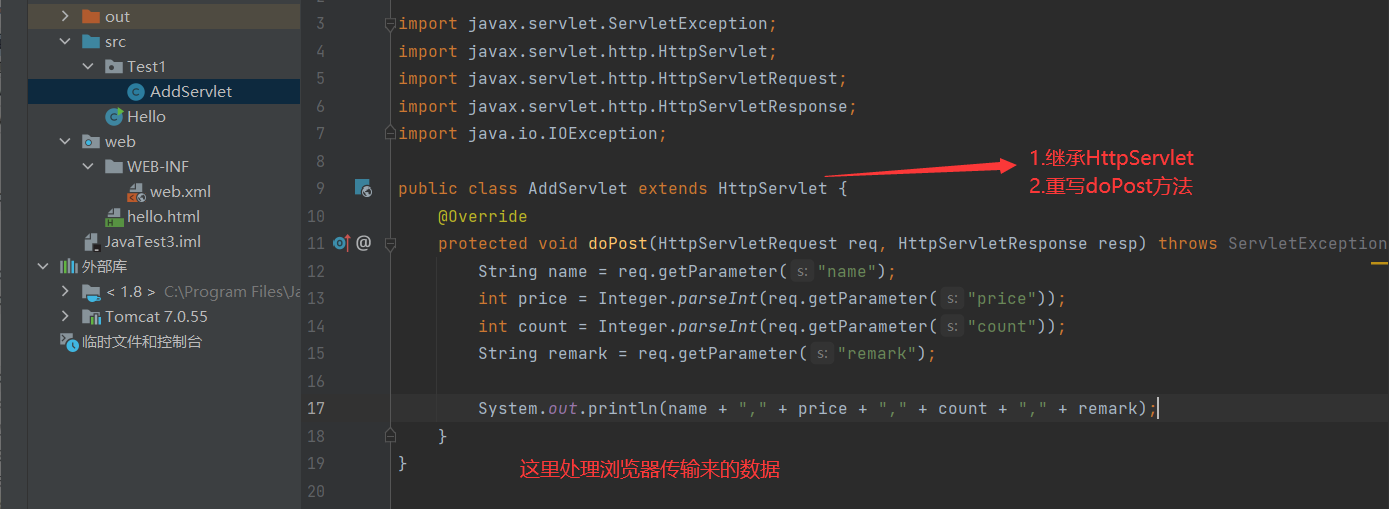 out
src
Test1
AddServlet
Hello
web
WEB-INF
web.xml
hello.html
JavaTest3.iml
外部库
< 1.8 > C:\Program Files\Ja
Tomcat 7.0.55
临时文件和控制台
3 import javax.servlet.ServletException;
4 import javax.servlet.http.HttpServlet;
5 import javax.servlet.http.HttpServletRequest;
6 import javax.servlet.http.HttpServletResponse;
7 import java.io.IOException;
8
9 public class AddServlet extends HttpServlet {
10 @Override
11 @ protected void doPost(HttpServletRequest req, HttpServletResponse resp) throws ServletException
12 String name = req.getParameter( s: "name");
13 int price = Integer.parseInt(req.getParameter( s: "price"));
14 int count = Integer.parseInt(req.getParameter( s: "count"));
15 String remark = req.getParameter( s: "remark");
16
17 System.out.println(name + "," + price + "," + count + "," + remark);
18 }
19 }
20
1.继承HttpServlet
2.重写doPost方法
这里处理浏览器传输来的数据